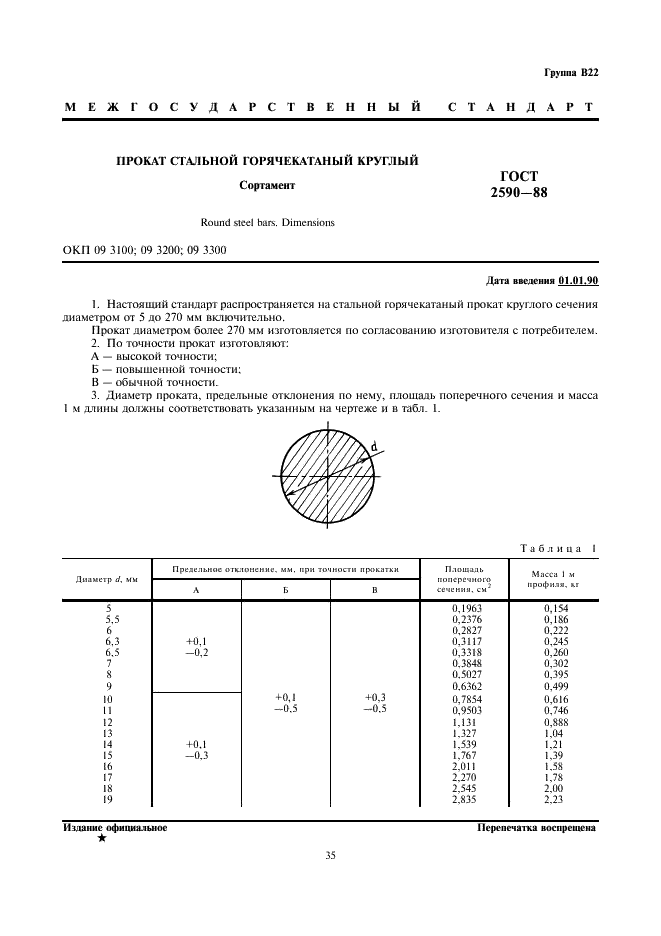 Группа В22
МЕЖГОСУДАРСТВЕННЫЙ СТАНДАРТ
ПРОКАТ СТАЛЬНОЙ ГОРЯЧЕКАТАНЫЙ КРУГЛЫЙ
Сортамент
ГОСТ
2590—88
Round steel bars. Dimensions
ОКП 09 3100; 09 3200; 09 3300
Дата введения 01.01.90
1. Настоящий стандарт распространяется на стальной горячекатаный прокат круглого сечения
диаметром от 5 до 270 мм включительно.
Прокат диаметром более 270 мм изготовляется по согласованию изготовителя с потребителем.
2. По точности прокат изготовляют:
А — высокой точности;
Б — повышенной точности;
В — обычной точности.
3. Диаметр проката, предельные отклонения по нему, площадь поперечного сечения и масса
1 м длины должны соответствовать указанным на чертеже и в табл. 1.
d
Таблица 1
Диаметр d, мм
Предельное отклонение, мм, при точности прокатки
Площадь
поперечного
сечения, см²
Масса 1 м
профиля, кг
А Б В
5 0,1963 0,154
5,5 0,2376 0,186
6 0,2827 0,222
6,3 +0,1 0,3117 0,245
6,5 —0,2 0,3318 0,260
7 0,3848 0,302
8 0,5027 0,395
9 0,6362 0,499
10 +0,1 +0,3 0,7854 0,616
11 —0,5 —0,5 0,9503 0,746
12 1,131 0,888
13 1,327 1,04
14 +0,1 1,539 1,21
15 —0,3 1,767 1,39
16 2,011 1,58
17 2,270 1,78
18 2,545 2,00
19 2,835 2,23
Издание официальное
Перепечатка воспрещена
★
35